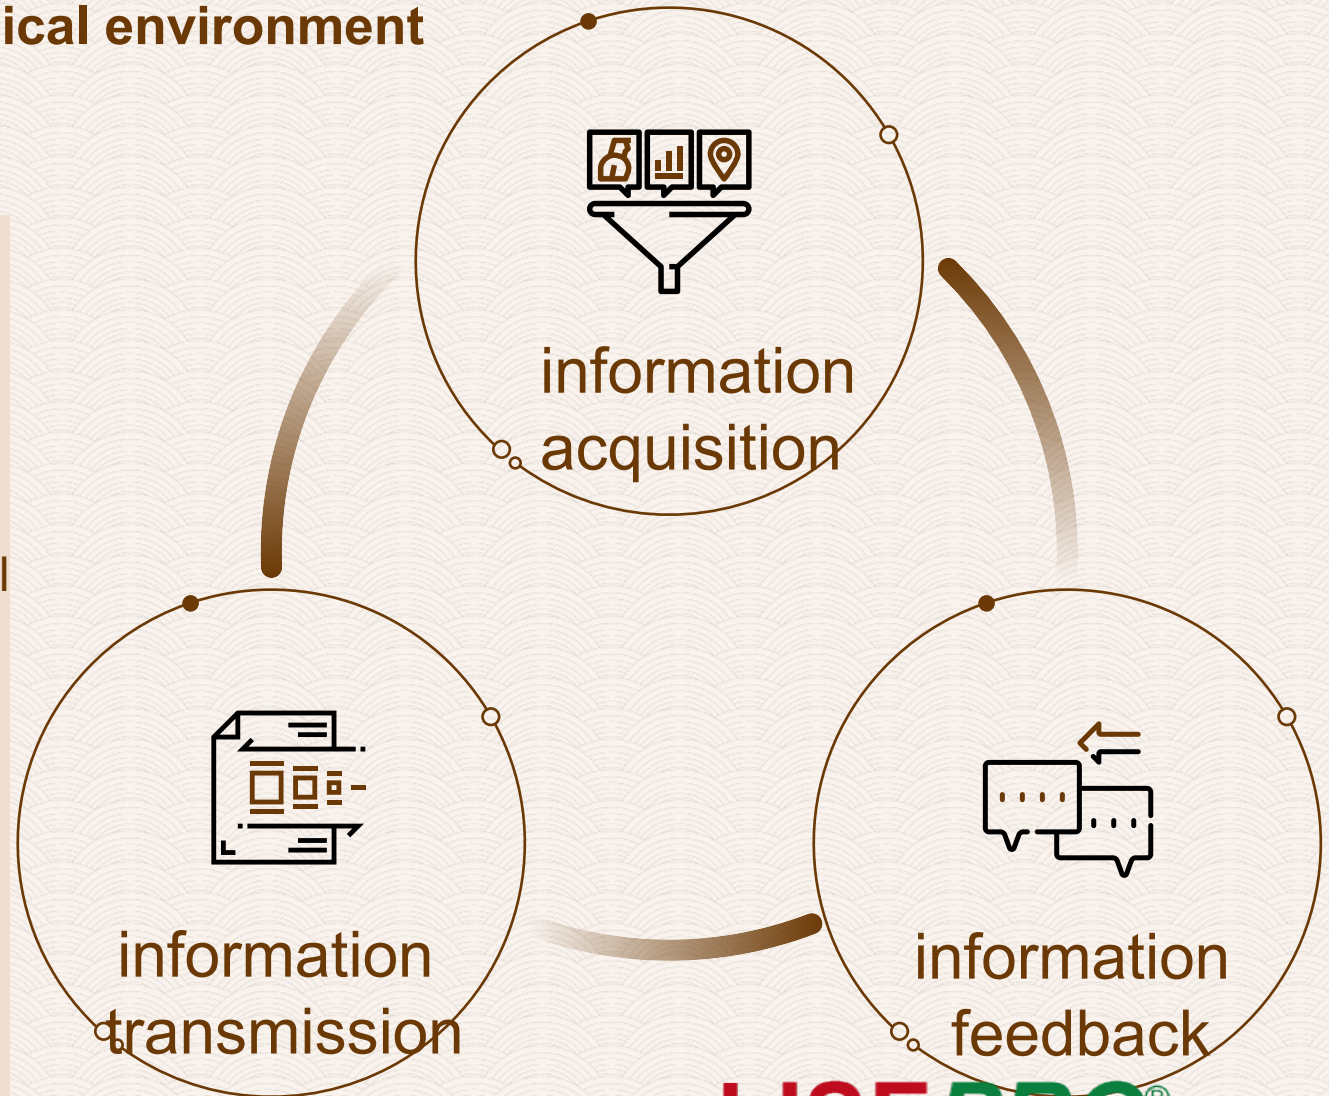 ical environment
information
acquisition
l
information
transmission
information
feedback